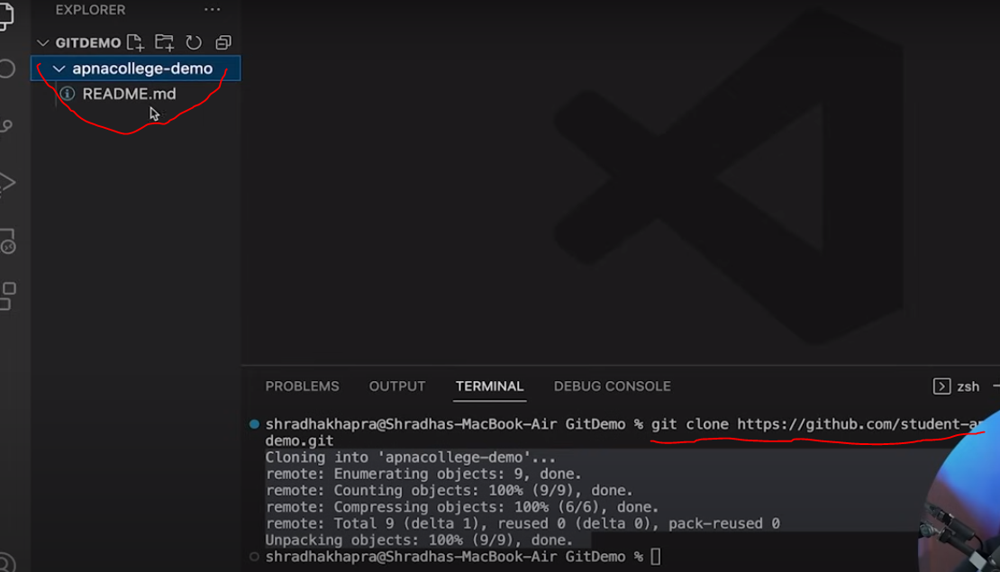 EXPLORER
GITDEMO
apnacollege-demo
README.md
PROBLEMS OUTPUT TERMINAL DEBUG CONSOLE zsh
shradhakhapra@Shradhas-MacBook-Air GitDemo % git clone https://github.com/student-
demo.git
Cloning into 'apnacollege-demo'...
remote: Enumerating objects: 9, done.
remote: Counting objects: 100% (9/9), done.
remote: Compressing objects: 100% (6/6), done.
remote: Total 9 (delta 1), reused 0 (delta 0), pack-reused 0
Unpacking objects: 100% (9/9), done.
shradhakhapra@Shradhas-MacBook-Air GitDemo %